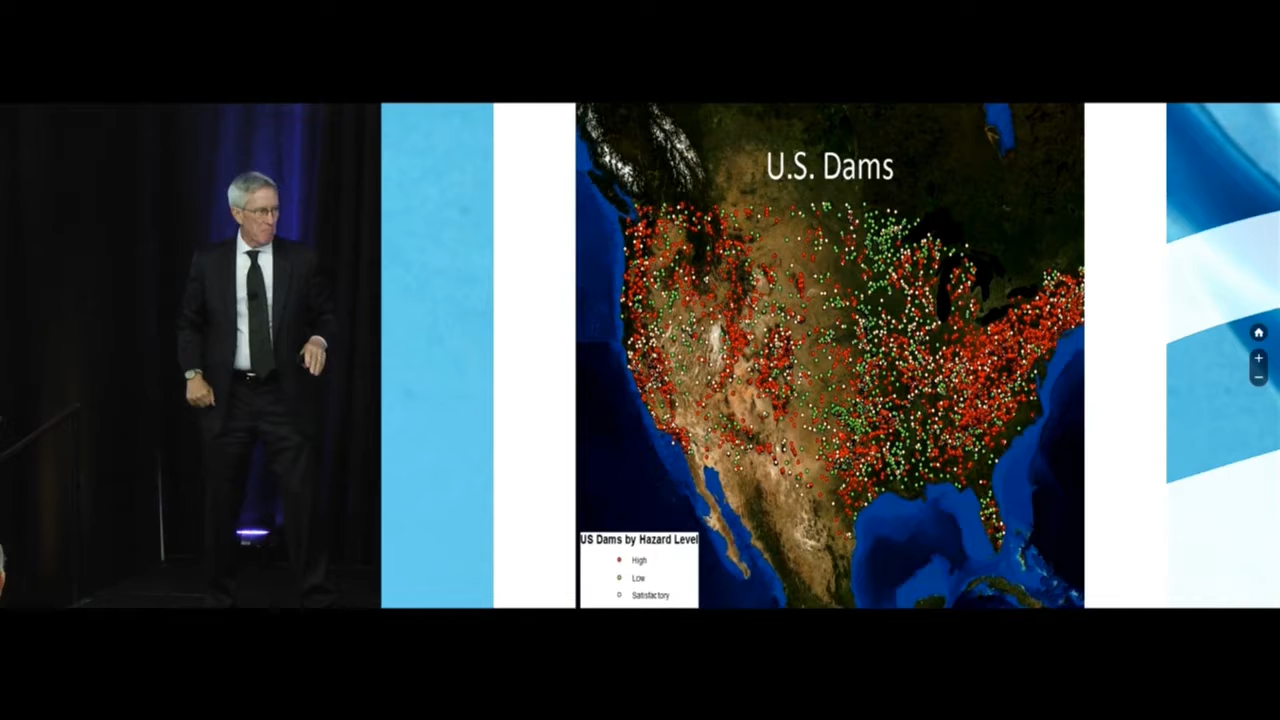 U.S. Dams
US Dams by Hazard Level
High
Low
Satisfactory